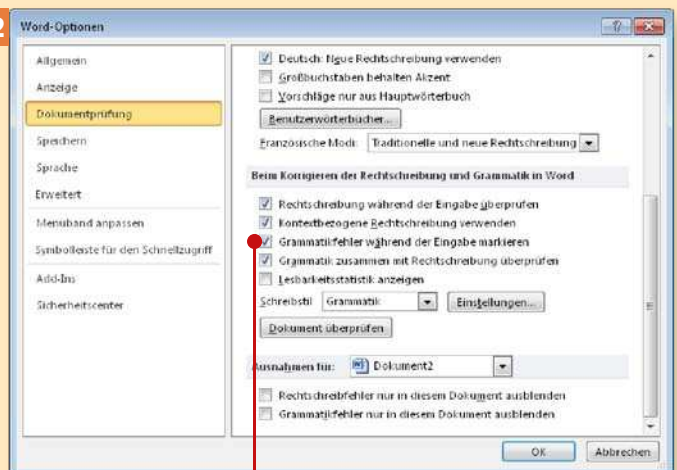 2
Word-Optionen
Allgemein
Anzeige
Dokumentprüfung
Speichern
Sprache
Erweitert
Menüband anpassen
Symbolleiste für den Schnellzugriff
Add-Ins
Sicherheitscenter
Deutsch: Neue Rechtschreibung verwenden
Großbuchstaben behalten Akzent
Vorschläge nur aus Hauptwörterbuch
Benutzerwörterbücher...
Französische Modi: Traditionelle und neue Rechtschreibung
Beim Korrigieren der Rechtschreibung und Grammatik in Word
Rechtschreibung während der Eingabe überprüfen
Kontextbezogene Rechtschreibung verwenden
Grammatikfehler während der Eingabe markieren
Grammatik zusammen mit Rechtschreibung überprüfen
Lesbarkeitsstatistik anzeigen
Schreibstil Grammatik Einstellungen...
Dokument überprüfen
Ausnahmen für: Dokument2
Rechtschreibfehler nur in diesem Dokument ausblenden
Grammatikfehler nur in diesem Dokument ausblenden
OK Abbrechen